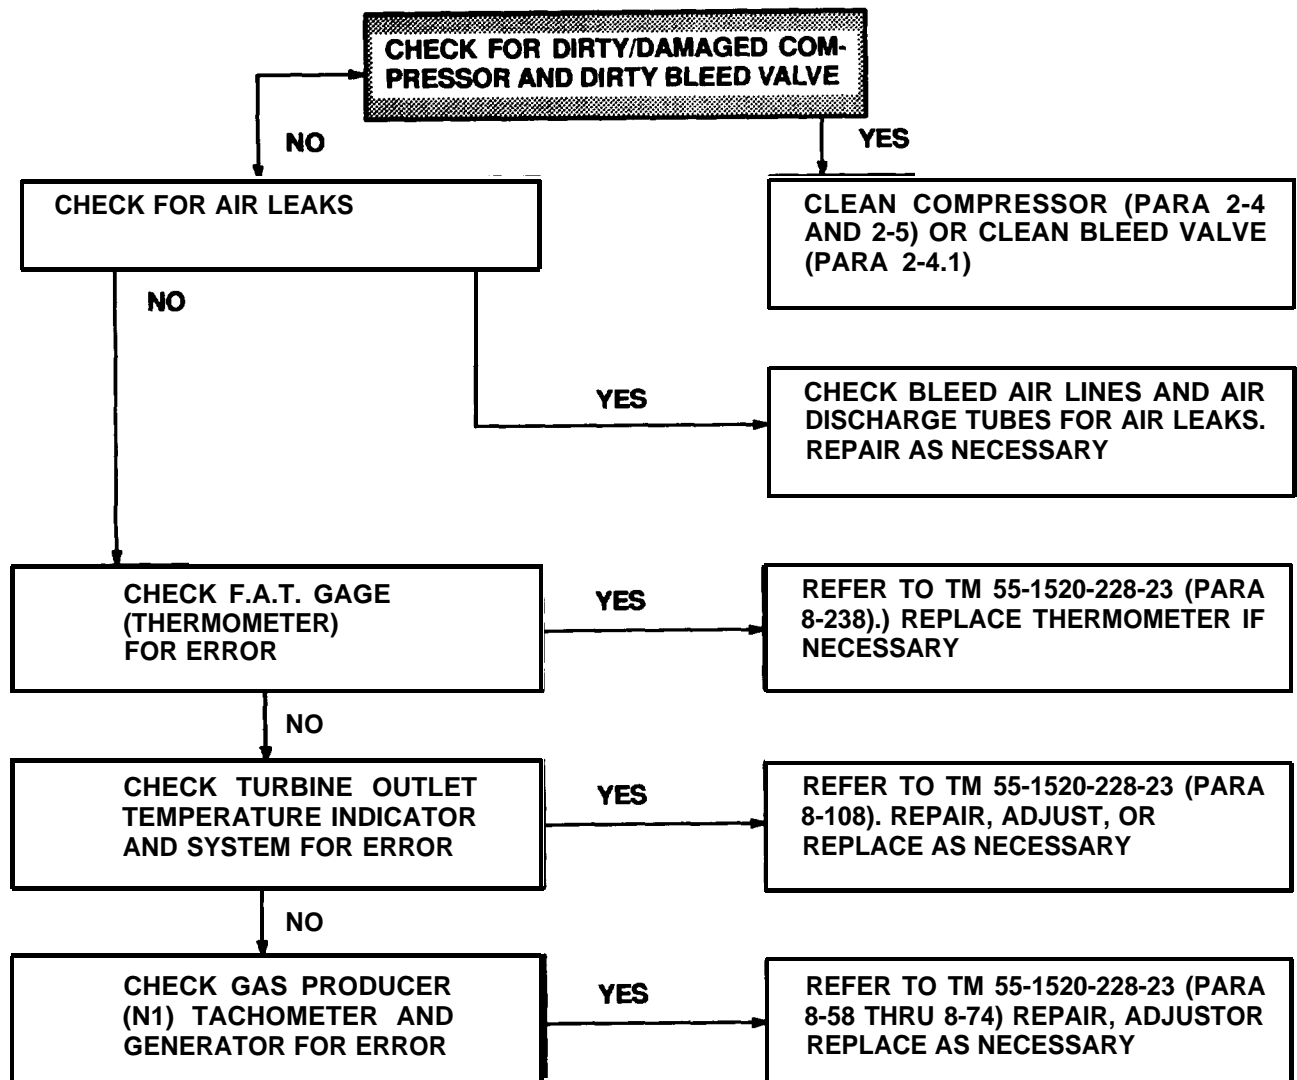 CHECK FOR DIRTY/DAMAGED COM-
PRESSOR AND DIRTY BLEED VALVE
NO
YES
CHECK FOR AIR LEAKS
CLEAN COMPRESSOR (PARA 2-4
AND 2-5) OR CLEAN BLEED VALVE
(PARA 2-4.1)
NO
YES
CHECK BLEED AIR LINES AND AIR
DISCHARGE TUBES FOR AIR LEAKS.
REPAIR AS NECESSARY
CHECK F.A.T. GAGE
(THERMOMETER)
FOR ERROR
YES
REFER TO TM 55-1520-228-23 (PARA
8-238).) REPLACE THERMOMETER IF
NECESSARY
NO
CHECK TURBINE OUTLET
TEMPERATURE INDICATOR
AND SYSTEM FOR ERROR
YES
REFER TO TM 55-1520-228-23 (PARA
8-108). REPAIR, ADJUST, OR
REPLACE AS NECESSARY
NO
CHECK GAS PRODUCER
(N1) TACHOMETER AND
GENERATOR FOR ERROR
YES
REFER TO TM 55-1520-228-23 (PARA
8-58 THRU 8-74) REPAIR, ADJUSTOR
REPLACE AS NECESSARY